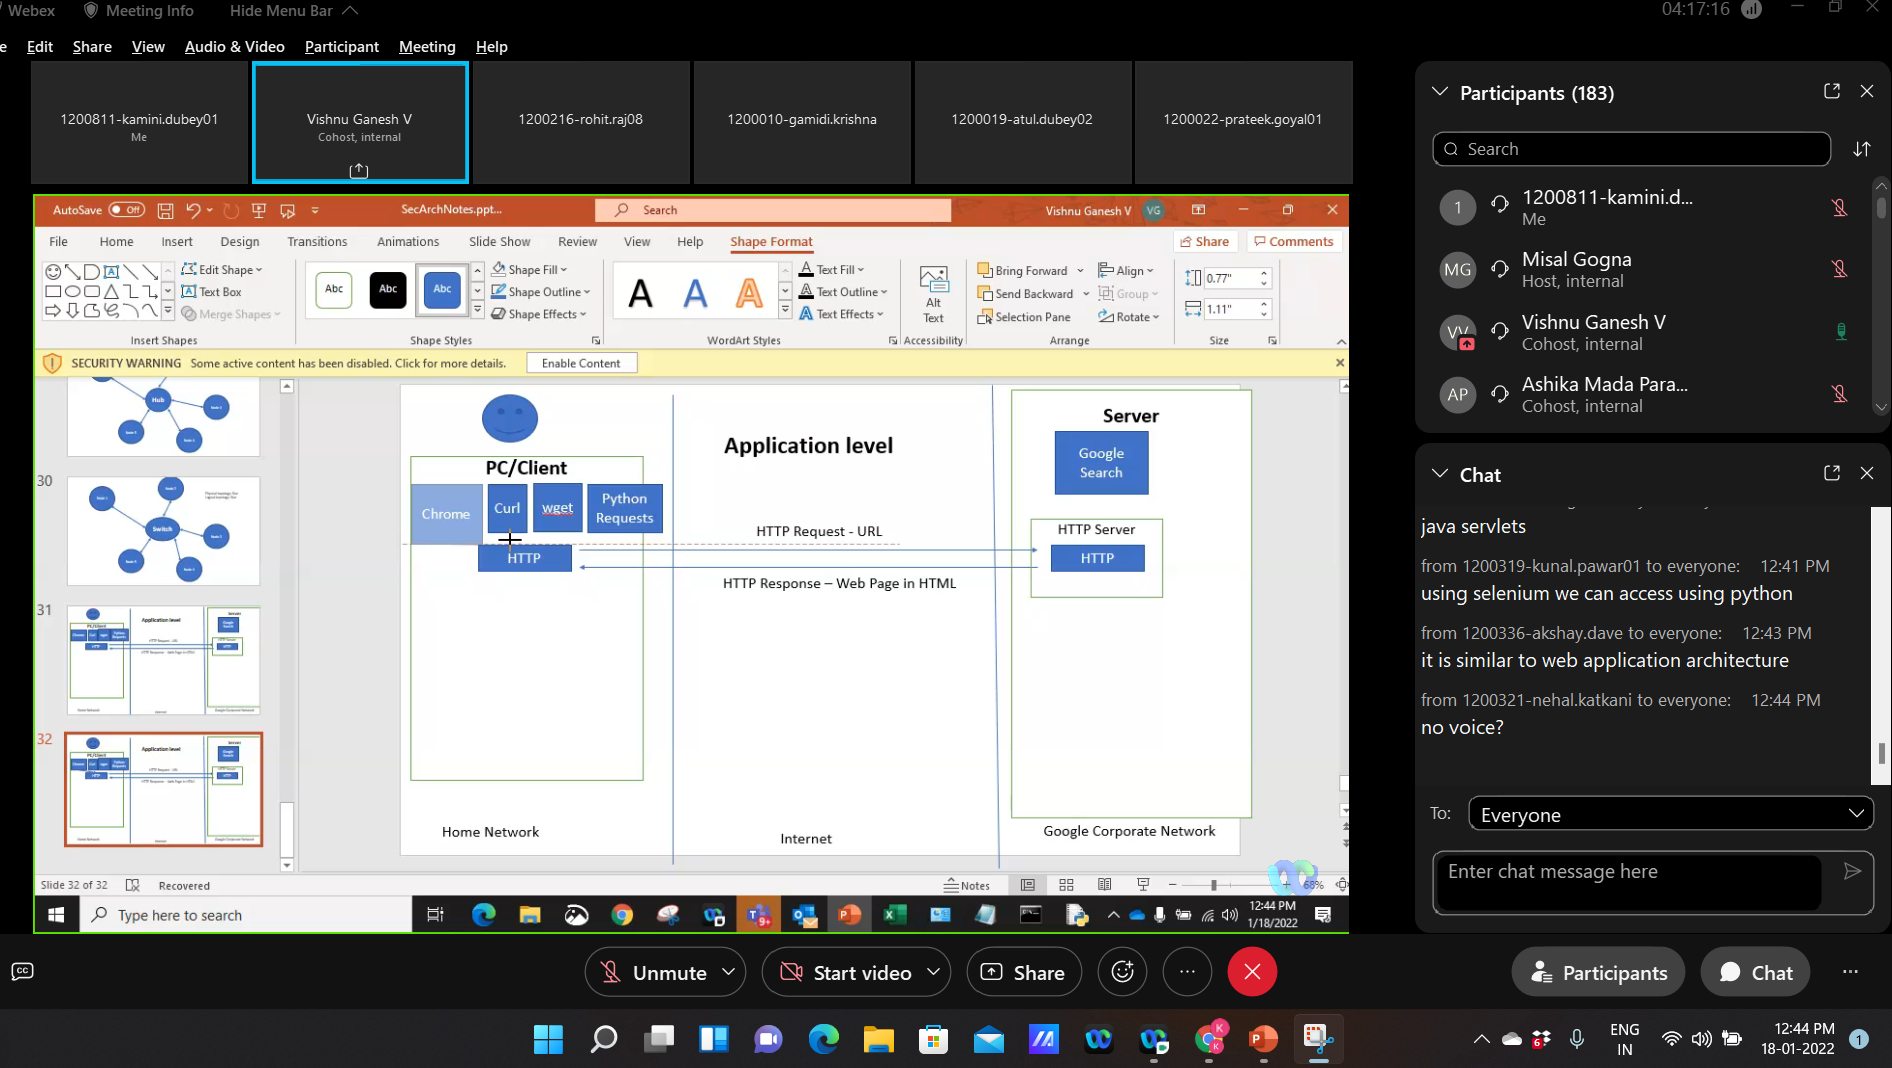 Webex
Meeting Info
Hide Menu Bar
04:17:16
e Edit Share View Audio & Video Participant Meeting Help
1200811-kamini.dubey01
Me
Vishnu Ganesh V
Cohost, internal
1200216-rohit.raj08
1200010-gamidi.krishna
1200019-atul.dubey02
1200022-prateek.goyal01
AutoSave Off
SecArchNotes.ppt...
Search
Vishnu Ganesh V VG
File Home Insert Design Transitions Animations Slide Show Review View Help Shape Format
Share Comments
Edit Shape
Text Box
Merge Shapes
Insert Shapes
Abc Abc Abc
Shape Fill
Shape Outline
Shape Effects
Shape Styles
A A A
Text Fill
Text Outline
Text Effects
WordArt Styles
Alt
Text
Accessibility
Bring Forward
Send Backward
Selection Pane
Align
Group
Rotate
Arrange
0.77"
1.11"
Size
SECURITY WARNING Some active content has been disabled. Click for more details. Enable Content
Hub
30
Switch
31
32
PC/Client
Chrome
Curl
wget
Python
Requests
HTTP
Home Network
Application level
HTTP Request - URL
HTTP Response – Web Page in HTML
Internet
Server
Google
Search
HTTP Server
HTTP
Google Corporate Network
Slide 32 of 32
Recovered
Notes
68%
Type here to search
9+
12:44 PM
1/18/2022
Participants (183)
Search
1
1200811-kamini.d...
Me
MG
Misal Gogna
Host, internal
VV
Vishnu Ganesh V
Cohost, internal
AP
Ashika Mada Para...
Cohost, internal
Chat
java servlets
from 1200319-kunal.pawar01 to everyone: 12:41 PM
using selenium we can access using python
from 1200336-akshay.dave to everyone: 12:43 PM
it is similar to web application architecture
from 1200321-nehal.katkani to everyone: 12:44 PM
no voice?
To: Everyone
Enter chat message here
CC
Unmute
Start video
Share
Participants
Chat
K
K
6
ENG
IN
12:44 PM
18-01-2022
1